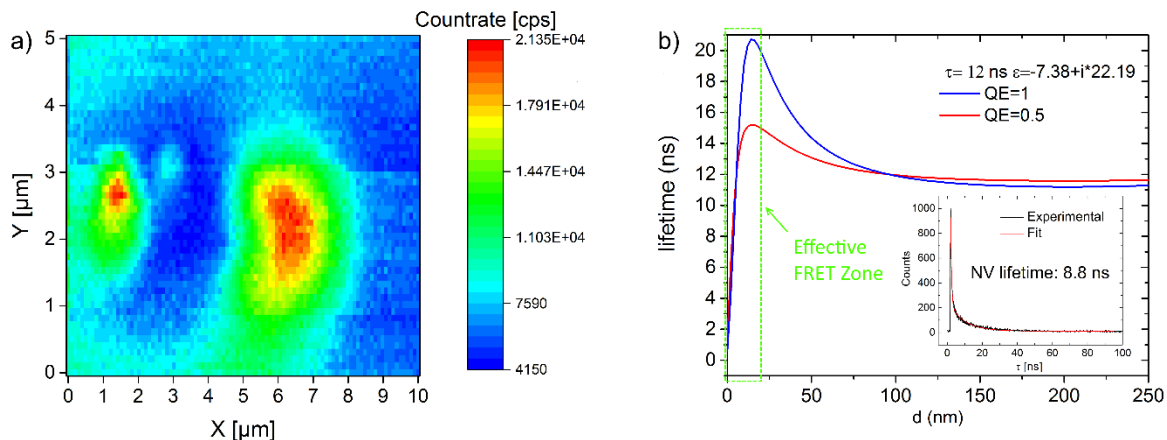 a)
Countrate [cps]
2.135E+04
1.791E+04
1.447E+04
1.103E+04
7590
4150
5
4
3
2
1
0
Y [µm]
0 1 2 3 4 5 6 7 8 9 10
X [µm]
b)
20
18
16
14
12
10
8
6
4
2
0
lifetime (ns)
τ= 12 ns ε=-7.38+i*22.19
QE=1
QE=0.5
Effective
FRET Zone
1000
800
600
400
200
0
Counts
Experimental
Fit
NV lifetime: 8.8 ns
0 20 40 60 80 100
τ [ns]
0 50 100 150 200 250
d (nm)